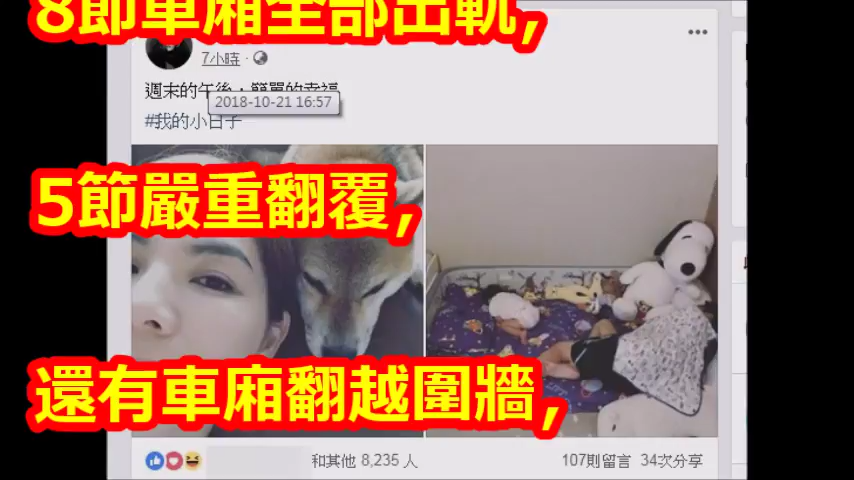 8節車廂全部出軌,
7小時 ·
週末的午後，簡單的幸福
2018-10-21 16:57
#我的小日子
5節嚴重翻覆,
還有車廂翻越圍牆,
和其他 8,235 人
107則留言 34次分享